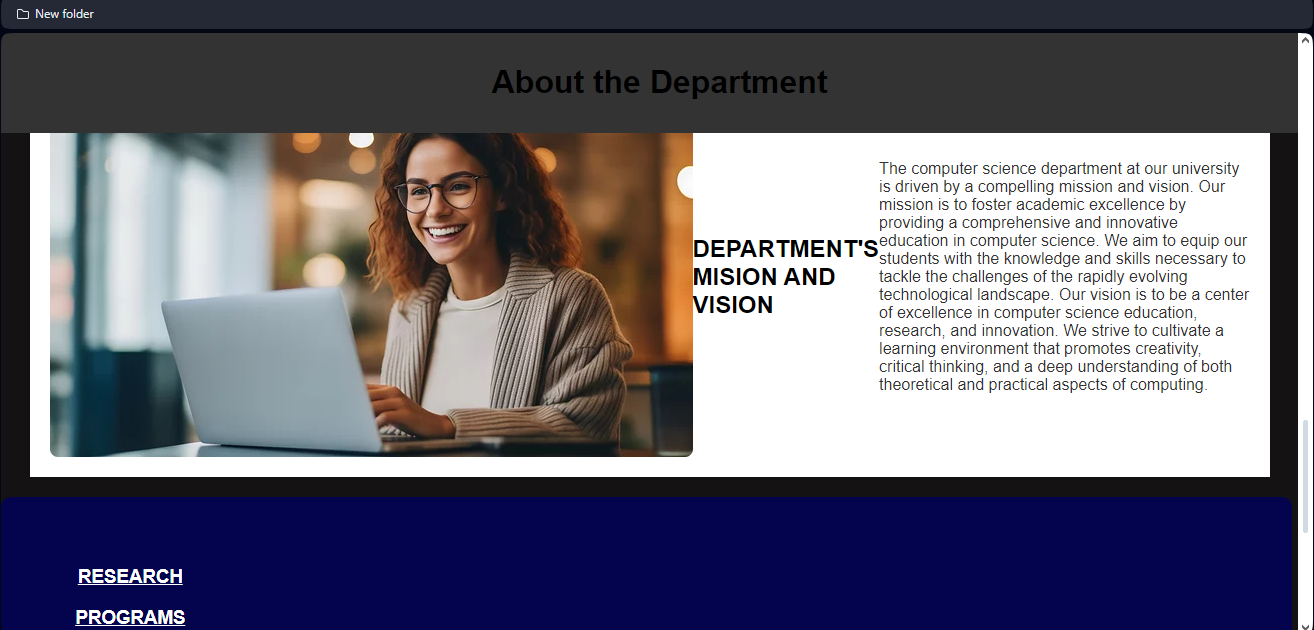 New folder
About the Department
DEPARTMENT'S
MISION AND
VISION
The computer science department at our university
is driven by a compelling mission and vision. Our
mission is to foster academic excellence by
providing a comprehensive and innovative
education in computer science. We aim to equip our
students with the knowledge and skills necessary to
tackle the challenges of the rapidly evolving
technological landscape. Our vision is to be a center
of excellence in computer science education,
research, and innovation. We strive to cultivate a
learning environment that promotes creativity,
critical thinking, and a deep understanding of both
theoretical and practical aspects of computing.
RESEARCH
PROGRAMS